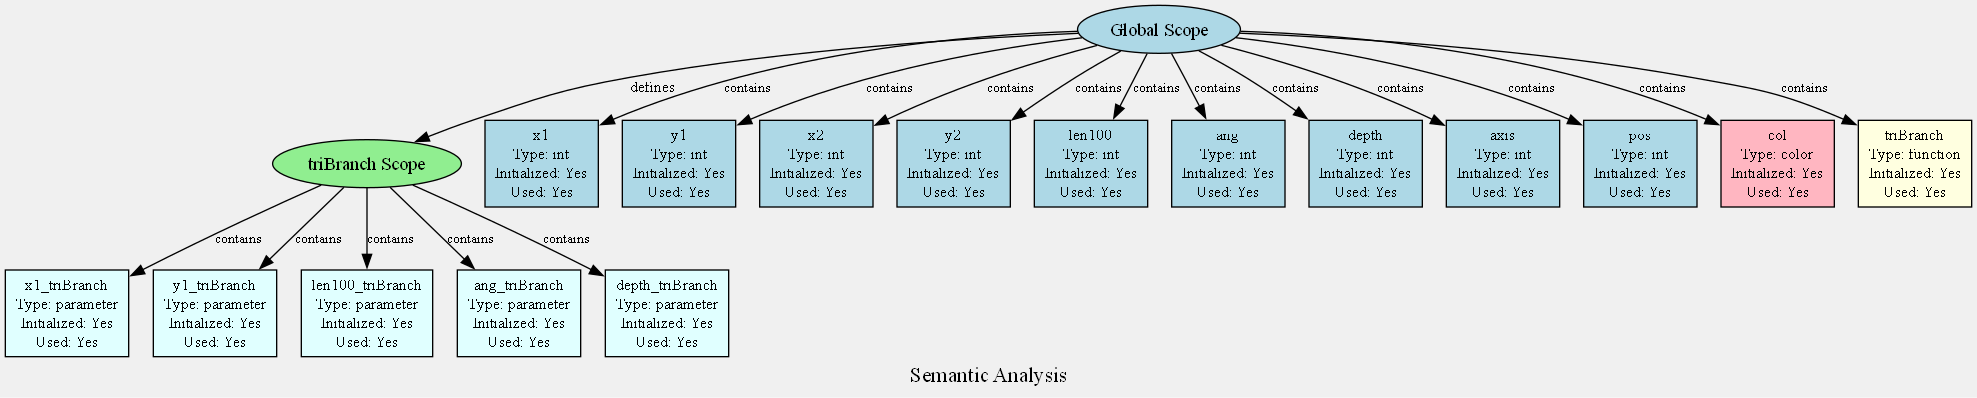 Global Scope
defines
contains
contains
contains
contains
contains
contains
contains
contains
contains
contains
contains
triBranch Scope
x1
Type: int
Initialized: Yes
Used: Yes
y1
Type: int
Initialized: Yes
Used: Yes
x2
Type: int
Initialized: Yes
Used: Yes
y2
Type: int
Initialized: Yes
Used: Yes
len100
Type: int
Initialized: Yes
Used: Yes
ang
Type: int
Initialized: Yes
Used: Yes
depth
Type: int
Initialized: Yes
Used: Yes
axis
Type: int
Initialized: Yes
Used: Yes
pos
Type: int
Initialized: Yes
Used: Yes
col
Type: color
Initialized: Yes
Used: Yes
triBranch
Type: function
Initialized: Yes
Used: Yes
contains
contains
contains
contains
contains
x1_triBranch
Type: parameter
Initialized: Yes
Used: Yes
y1_triBranch
Type: parameter
Initialized: Yes
Used: Yes
len100_triBranch
Type: parameter
Initialized: Yes
Used: Yes
ang_triBranch
Type: parameter
Initialized: Yes
Used: Yes
depth_triBranch
Type: parameter
Initialized: Yes
Used: Yes
Semantic Analysis